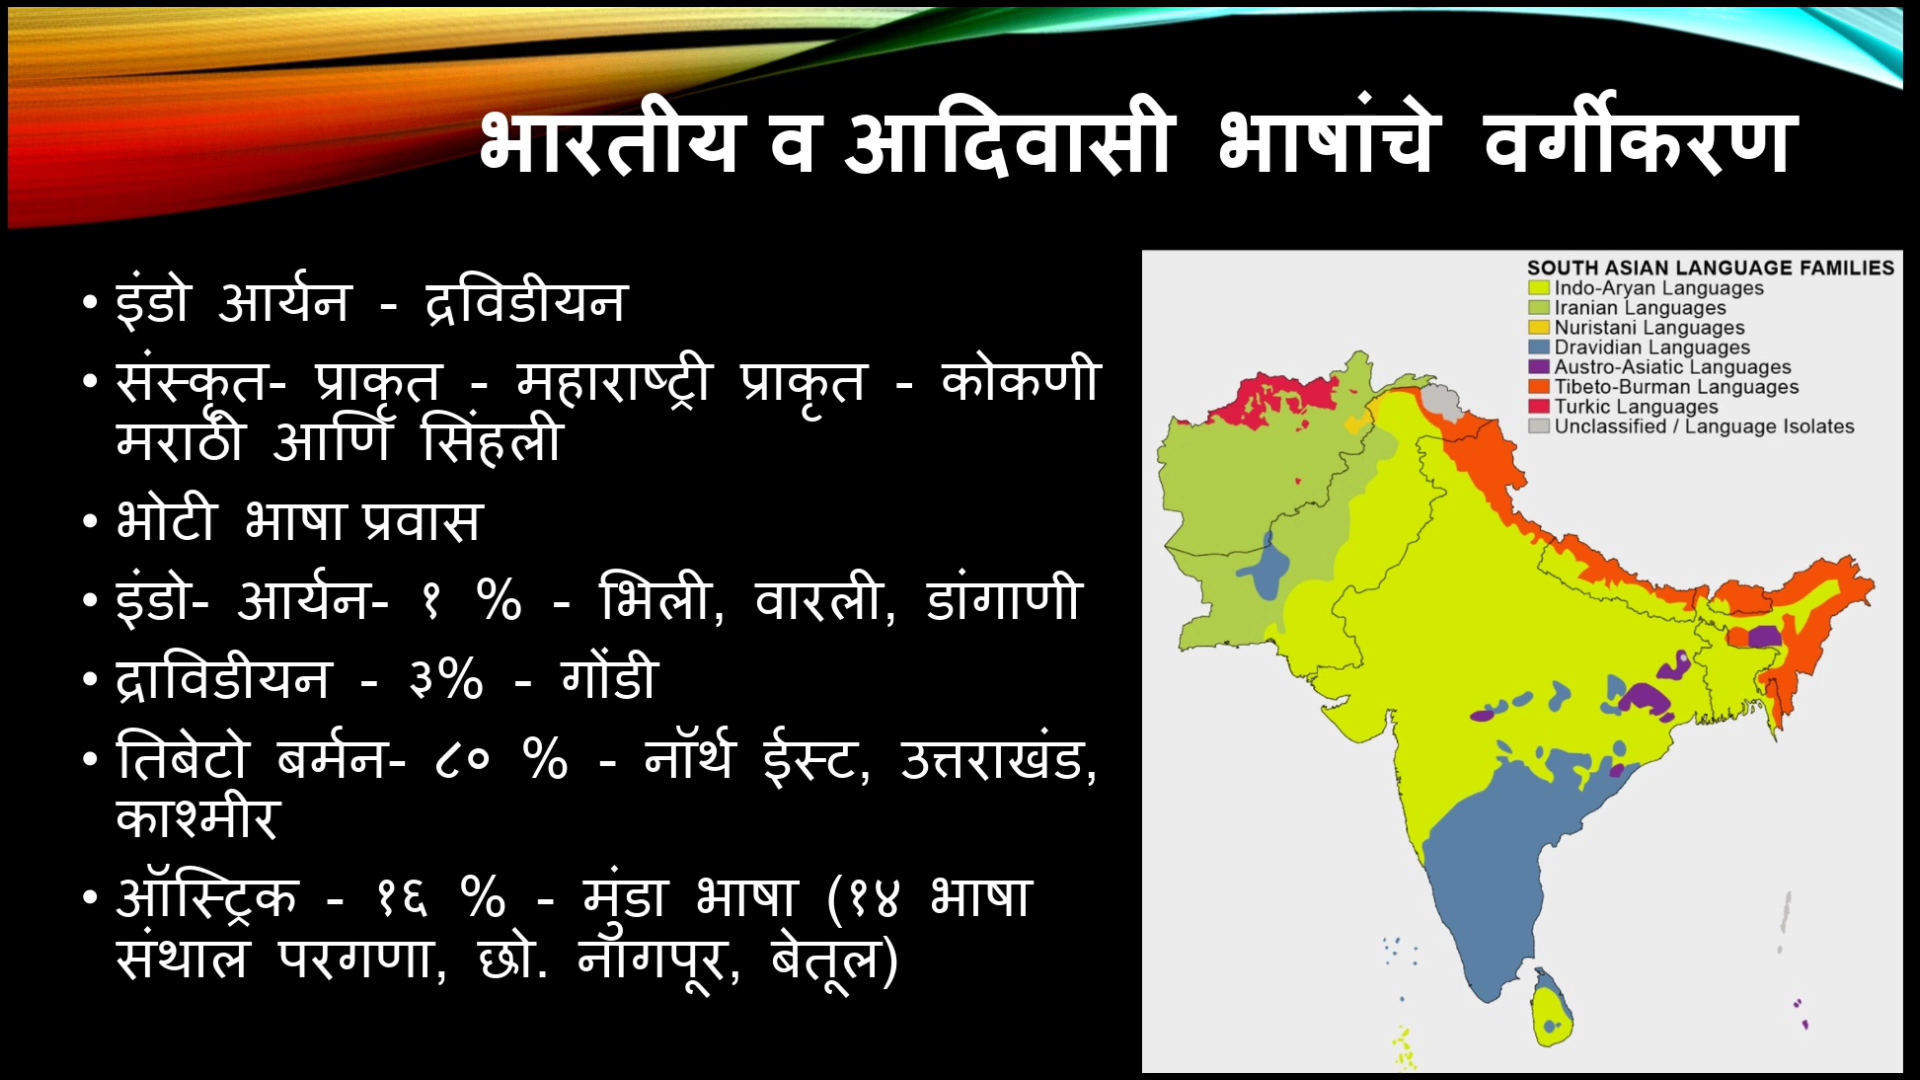 भारतीय व आदिवासी भाषांचे वर्गीकरण
• इंडो आर्यन - द्रविडीयन
• संस्कृत- प्राकृत - महाराष्ट्री प्राकृत - कोकणी
मराठी आणि सिंहली
• भोटी भाषा प्रवास
• इंडो- आर्यन- १ % - भिली, वारली, डांगाणी
• द्राविडीयन - ३% - गोंडी
• तिबेटो बर्मन- ८० % - नॉर्थ ईस्ट, उत्तराखंड,
काश्मीर
• ऑस्ट्रिक - १६ % - मुंडा भाषा (१४ भाषा
संथाल परगणा, छो. नागपूर, बेतूल)
SOUTH ASIAN LANGUAGE FAMILIES
Indo-Aryan Languages
Iranian Languages
Nuristani Languages
Dravidian Languages
Austro-Asiatic Languages
Tibeto-Burman Languages
Turkic Languages
Unclassified / Language Isolates